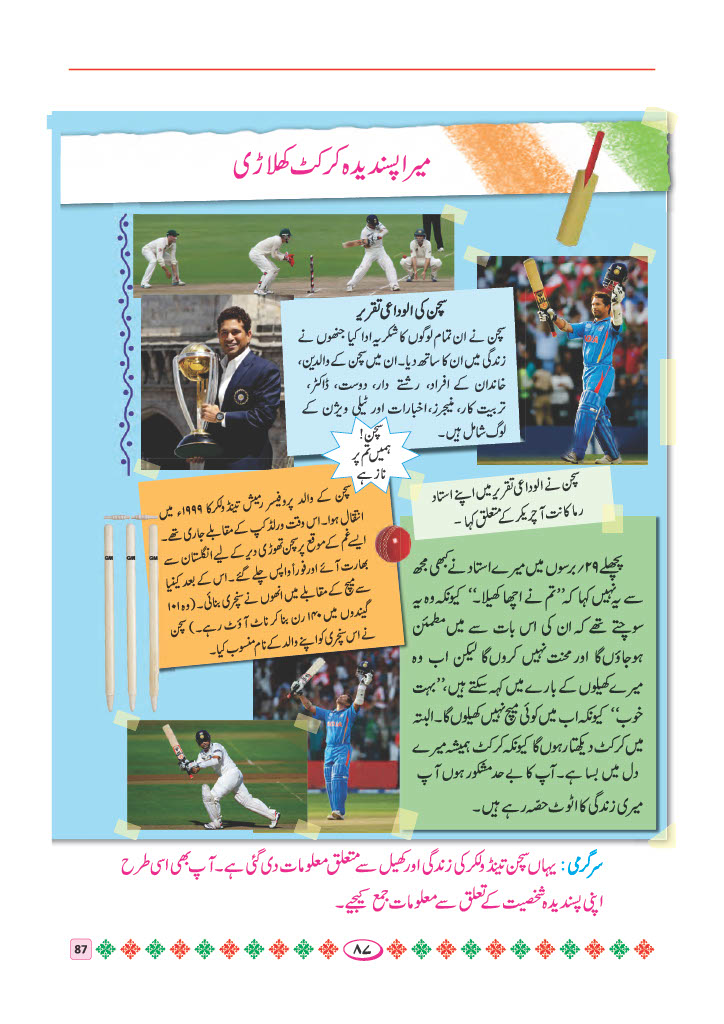 میرا پسندیدہ کرکٹ کھلاڑی
سچن کی الوداعی تقریر
سچن نے ان تمام لوگوں کا شکریہ ادا کیا جنھوں نے
زندگی میں ان کا ساتھ دیا۔ ان میں سچن کے والدین،
خاندان کے افراد، رشتے دار، دوست، ڈاکٹر،
تربیت کار، منیجرز، اخبارات اور ٹیلی ویژن کے
لوگ شامل ہیں۔
سچن!
ہمیں تم پر
ناز ہے
سچن نے الوداعی تقریر میں اپنے استاد
رماکانت آچریکر کے متعلق کہا ۔
سچن کے والد پروفیسر رمیش تینڈولکر کا ۱۹۹۹ء میں
انتقال ہوا۔ اس وقت ورلڈ کپ کے مقابلے جاری تھے۔
ایسے غم کے موقع پر سچن تھوڑی دیر کے لیے انگلستان سے
بھارت آئے اور فوراً واپس چلے گئے۔ اس کے بعد کینیا
سے میچ کے مقابلے میں انھوں نے سنچری بنائی۔ (وہ ۱۰۱
گیندوں میں ۱۴۰ رن بنا کر ناٹ آؤٹ رہے۔) سچن
نے اس سنچری کو اپنے والد کے نام منسوب کیا۔
GM
GM
GM
پچھلے ۲۹؍ برسوں میں میرے استاد نے کبھی مجھ
سے یہ نہیں کہا کہ ’’تم نے اچھا کھیلا۔‘‘ کیونکہ وہ یہ
سوچتے تھے کہ ان کی اس بات سے میں مطمئن
ہو جاؤں گا اور محنت نہیں کروں گا لیکن اب وہ
میرے کھیلوں کے بارے میں کہہ سکتے ہیں، ’’بہت
خوب‘‘ کیونکہ اب میں کوئی میچ نہیں کھیلوں گا۔ البتہ
میں کرکٹ دیکھتا رہوں گا کیونکہ کرکٹ ہمیشہ میرے
دل میں بسا ہے۔ آپ کا بے حد مشکور ہوں آپ
میری زندگی کا اٹوٹ حصّہ رہے ہیں۔
سرگرمی: یہاں سچن تینڈولکر کی زندگی اور کھیل سے متعلق معلومات دی گئی ہے۔ آپ بھی اسی طرح
اپنی پسندیدہ شخصیت کے تعلق سے معلومات جمع کیجیے۔
87
۸۷